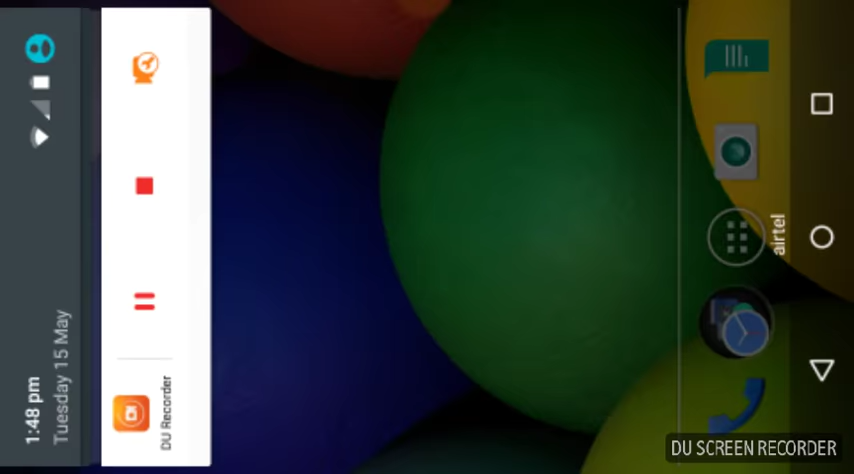 1:48 pm
Tuesday 15 May
DU Recorder
airtel
DU SCREEN RECORDER